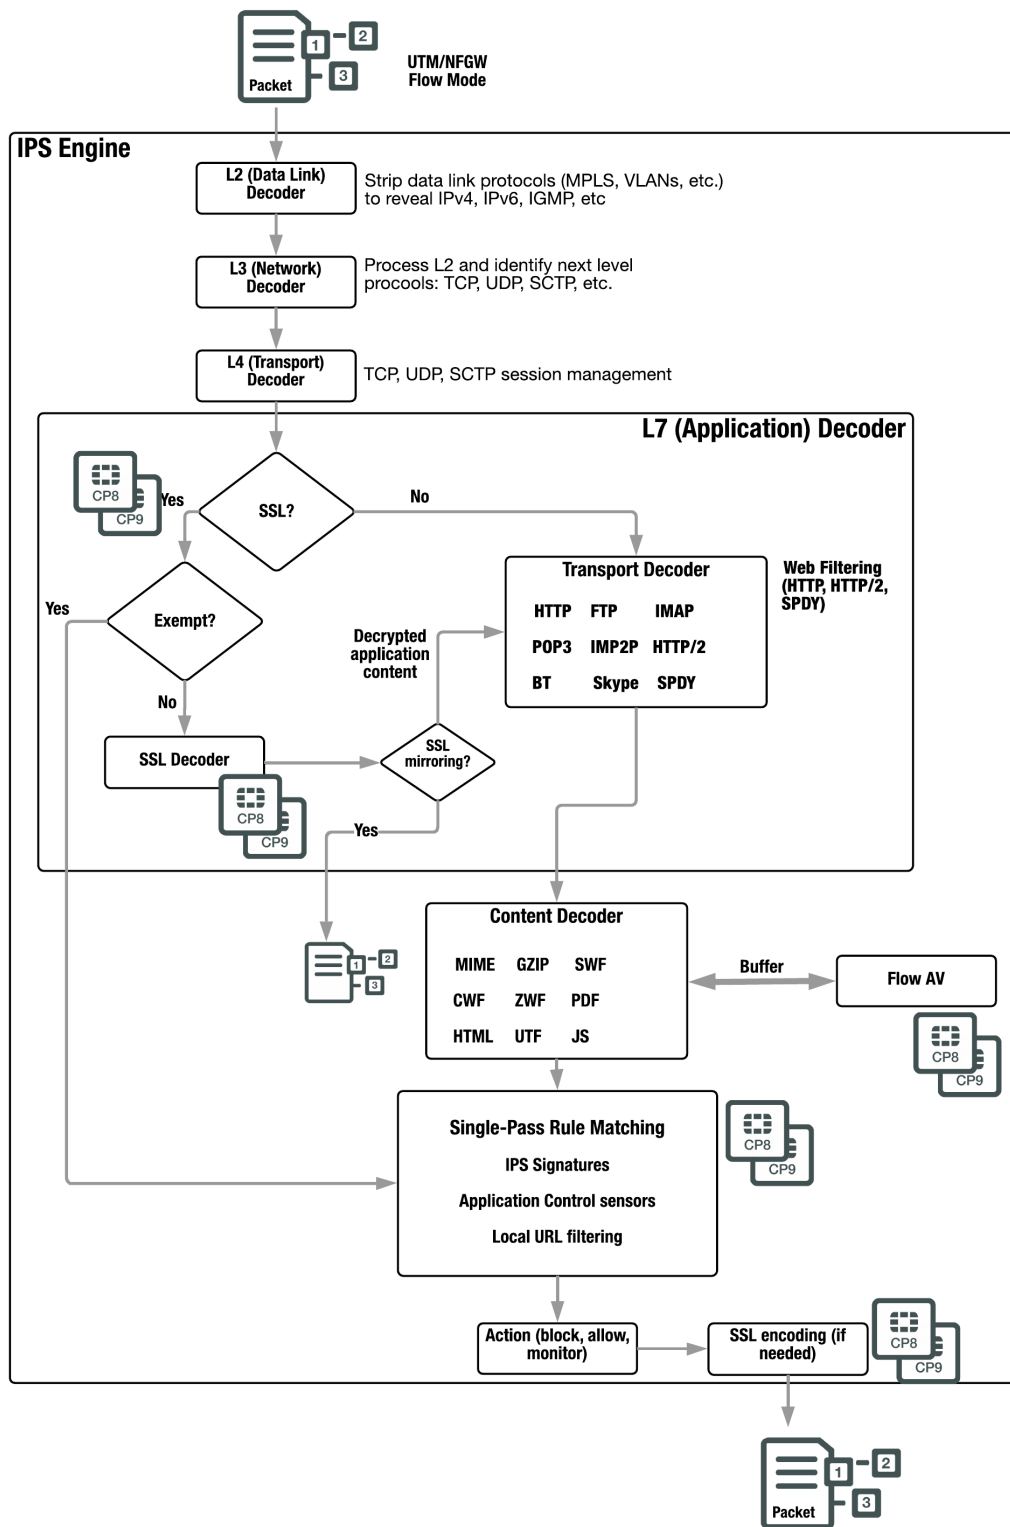 1
2
3
Packet
UTM/NFGW
Flow Mode
IPS Engine
L2 (Data Link)
Decoder
Strip data link protocols (MPLS, VLANs, etc.)
to reveal IPv4, IPv6, IGMP, etc
L3 (Network)
Decoder
Process L2 and identify next level
procools: TCP, UDP, SCTP, etc.
L4 (Transport)
Decoder
TCP, UDP, SCTP session management
L7 (Application) Decoder
CP8
CP9
Yes
SSL?
No
Exempt?
Yes
No
Transport Decoder
HTTP FTP IMAP
POP3 IMP2P HTTP/2
BT Skype SPDY
Web Filtering
(HTTP, HTTP/2,
SPDY)
Decrypted
application
content
SSL Decoder
CP8
CP9
SSL
mirroring?
Yes
1
2
3
Content Decoder
MIME GZIP SWF
CWF ZWF PDF
HTML UTF JS
Buffer
Flow AV
CP8
CP9
Single-Pass Rule Matching
IPS Signatures
Application Control sensors
Local URL filtering
CP8
CP9
Action (block, allow,
monitor)
SSL encoding (if
needed)
CP8
CP9
1
2
3
Packet